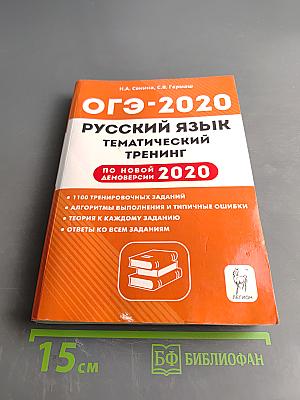 Н.А. Сенина, С.В. Гармаш
ОГЭ-2020
РУССКИЙ ЯЗЫК
ТЕМАТИЧЕСКИЙ
ТРЕНИНГ
ПО НОВОЙ
ДЕМОВЕРСИИ 2020
• 1100 ТРЕНИРОВОЧНЫХ ЗАДАНИЙ
• АЛГОРИТМЫ ВЫПОЛНЕНИЯ И ТИПИЧНЫЕ ОШИБКИ
• ТЕОРИЯ К КАЖДОМУ ЗАДАНИЮ
• ОТВЕТЫ КО ВСЕМ ЗАДАНИЯМ
ЛЕГИОН
15 см
БФ БИБЛИОФАН